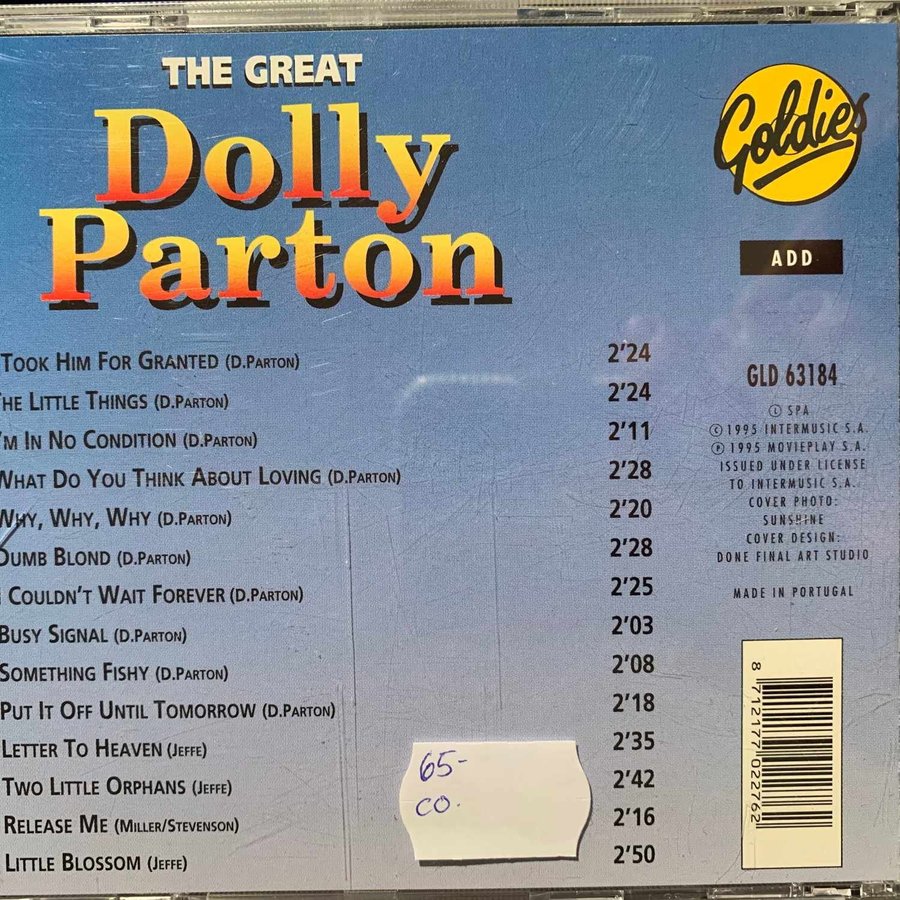 THE GREAT
Dolly
Parton
Goldies
ADD
TOOK HIM FOR GRANTED (D.PARTON) 2'24
THE LITTLE THINGS (D.PARTON) 2'24
I'M IN NO CONDITION (D.PARTON) 2'11
WHAT DO YOU THINK ABOUT LOVING (D.PARTON) 2'28
WHY, WHY, WHY (D.PARTON) 2'20
DUMB BLOND (D.PARTON) 2'28
I COULDN'T WAIT FOREVER (D.PARTON) 2'25
BUSY SIGNAL (D.PARTON) 2'03
SOMETHING FISHY (D.PARTON) 2'08
PUT IT OFF UNTIL TOMORROW (D.PARTON) 2'18
LETTER TO HEAVEN (JEFFE) 2'35
TWO LITTLE ORPHANS (JEFFE) 2'42
RELEASE ME (MILLER/STEVENSON) 2'16
LITTLE BLOSSOM (JEFFE) 2'50
GLD 63184
Ⓛ SPA
© 1995 INTERMUSIC S.A.
℗ 1995 MOVIEPLAY S.A.
ISSUED UNDER LICENSE
TO INTERMUSIC S.A.
COVER PHOTO:
SUNSHINE
COVER DESIGN:
DONE FINAL ART STUDIO
MADE IN PORTUGAL
8 712177 022762
65-
CO.